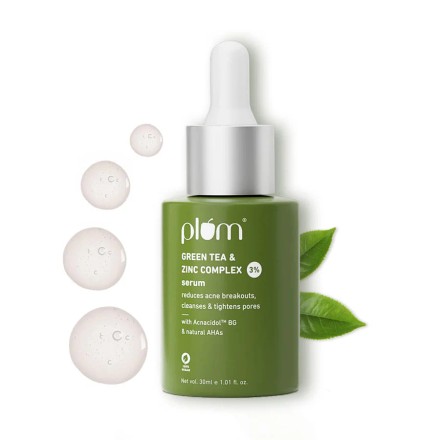 plum®
GREEN TEA &
ZINC COMPLEX 3%
serum
reduces acne breakouts,
cleanses & tightens pores
with Acnacidol™ BG
& natural AHAs
Net vol. 30ml e 1.01 fl. oz.